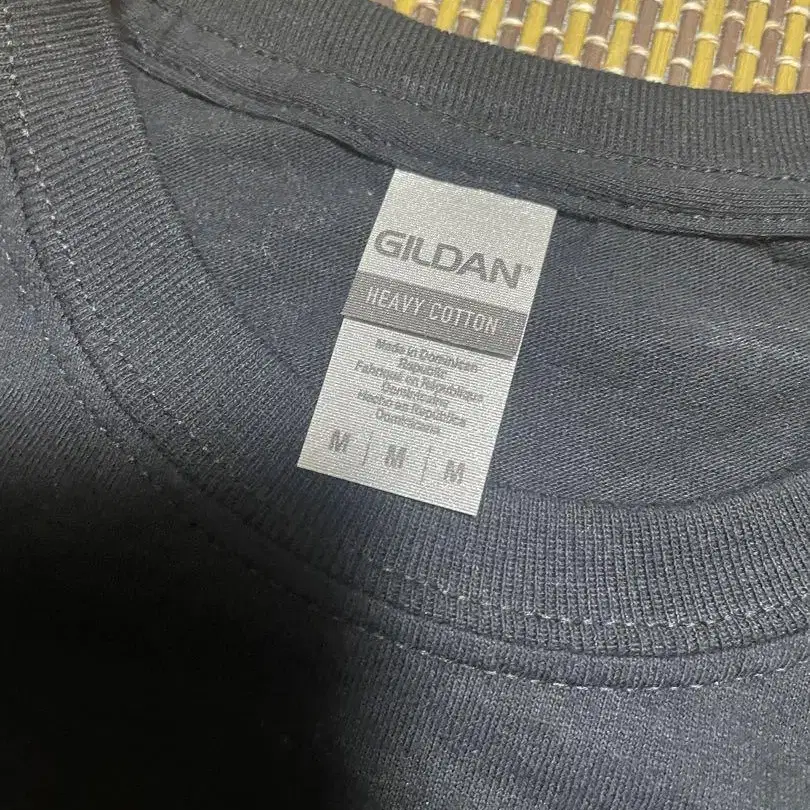 GILDAN
HEAVY COTTON
Made in Dominican
Republic
Fabriqué en République
Dominicaine
Hecho en República
Dominicana
M | M | M